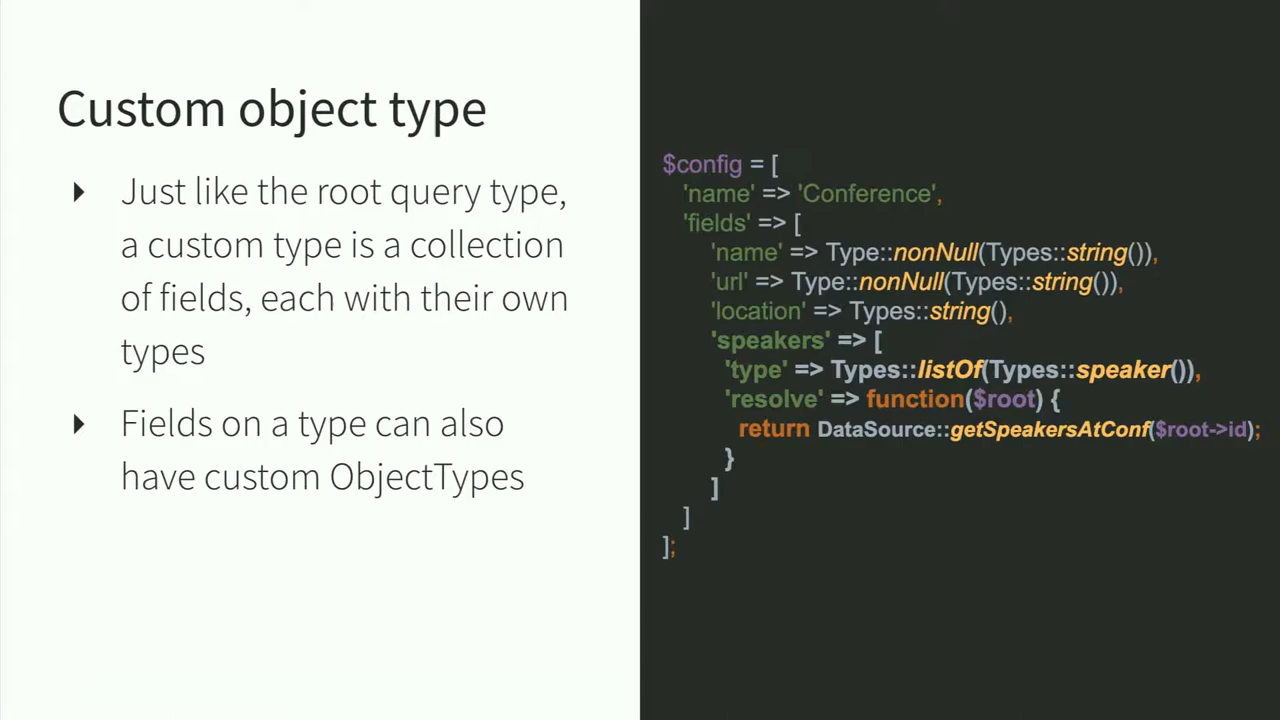 Custom object type
Just like the root query type,
a custom type is a collection
of fields, each with their own
types
Fields on a type can also
have custom ObjectTypes
$config = [
'name' => 'Conference',
'fields' => [
'name' => Type::nonNull(Types::string()),
'url' => Type::nonNull(Types::string()),
'location' => Types::string(),
'speakers' => [
'type' => Types::listOf(Types::speaker()),
'resolve' => function($root) {
return DataSource::getSpeakersAtConf($root->id);
}
]
]
];